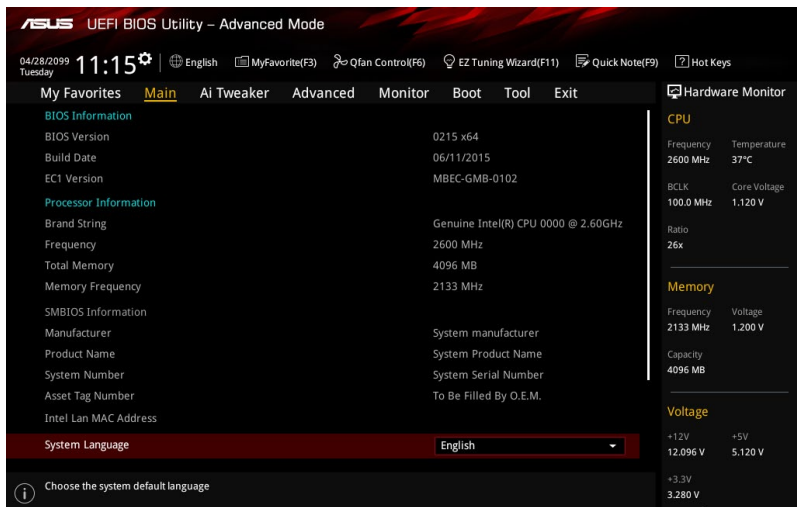 ASUS UEFI BIOS Utility – Advanced Mode
04/28/2099
Tuesday
11:15
English MyFavorite(F3) Qfan Control(F6) EZ Tuning Wizard(F11) Quick Note(F9) ? Hot Keys
My Favorites Main Ai Tweaker Advanced Monitor Boot Tool Exit
BIOS Information
BIOS Version 0215 x64
Build Date 06/11/2015
EC1 Version MBEC-GMB-0102
Processor Information
Brand String Genuine Intel(R) CPU 0000 @ 2.60GHz
Frequency 2600 MHz
Total Memory 4096 MB
Memory Frequency 2133 MHz
SMBIOS Information
Manufacturer System manufacturer
Product Name System Product Name
System Number System Serial Number
Asset Tag Number To Be Filled By O.E.M.
Intel Lan MAC Address
System Language English
Choose the system default language
Hardware Monitor
CPU
Frequency Temperature
2600 MHz 37°C
BCLK Core Voltage
100.0 MHz 1.120 V
Ratio
26x
Memory
Frequency Voltage
2133 MHz 1.200 V
Capacity
4096 MB
Voltage
+12V +5V
12.096 V 5.120 V
+3.3V
3.280 V